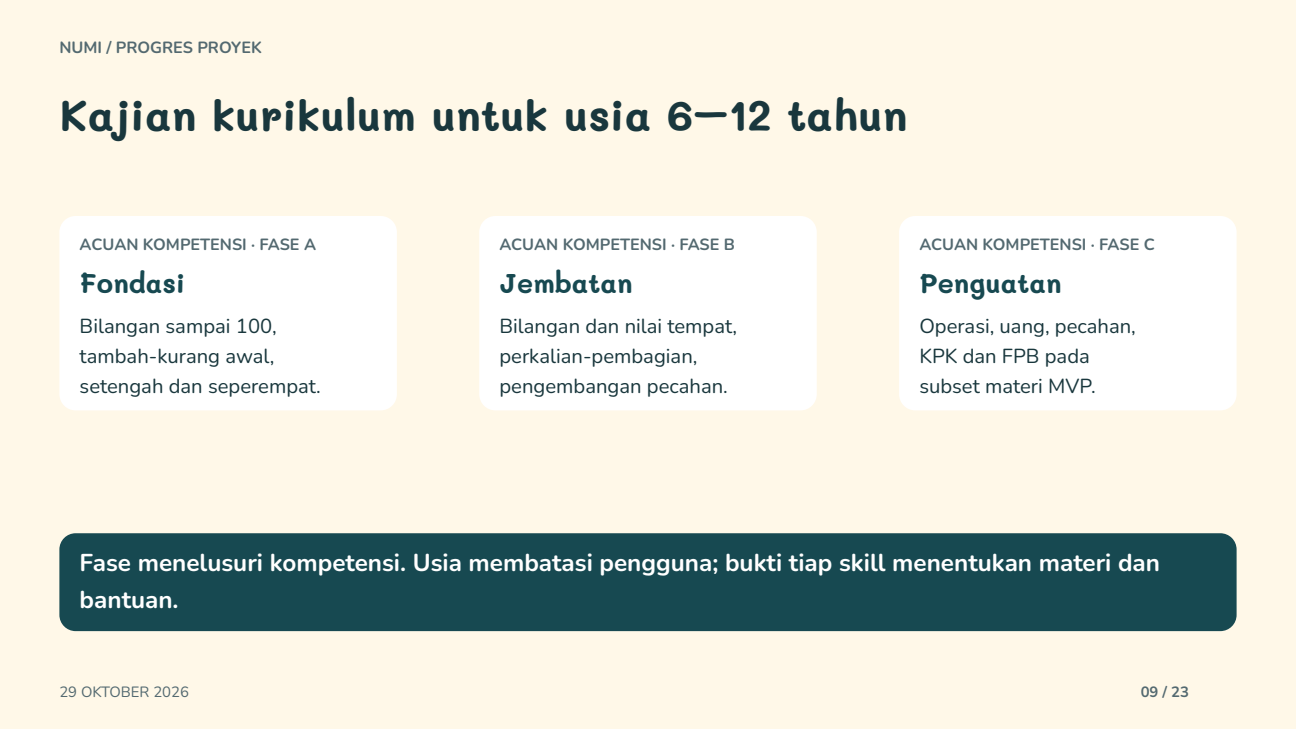 NUMI / PROGRES PROYEK
Kajian kurikulum untuk usia 6–12 tahun
ACUAN KOMPETENSI · FASE A
Fondasi
Bilangan sampai 100,
tambah-kurang awal,
setengah dan seperempat.
ACUAN KOMPETENSI · FASE B
Jembatan
Bilangan dan nilai tempat,
perkalian-pembagian,
pengembangan pecahan.
ACUAN KOMPETENSI · FASE C
Penguatan
Operasi, uang, pecahan,
KPK dan FPB pada
subset materi MVP.
Fase menelusuri kompetensi. Usia membatasi pengguna; bukti tiap skill menentukan materi dan
bantuan.
29 OKTOBER 2026
09 / 23